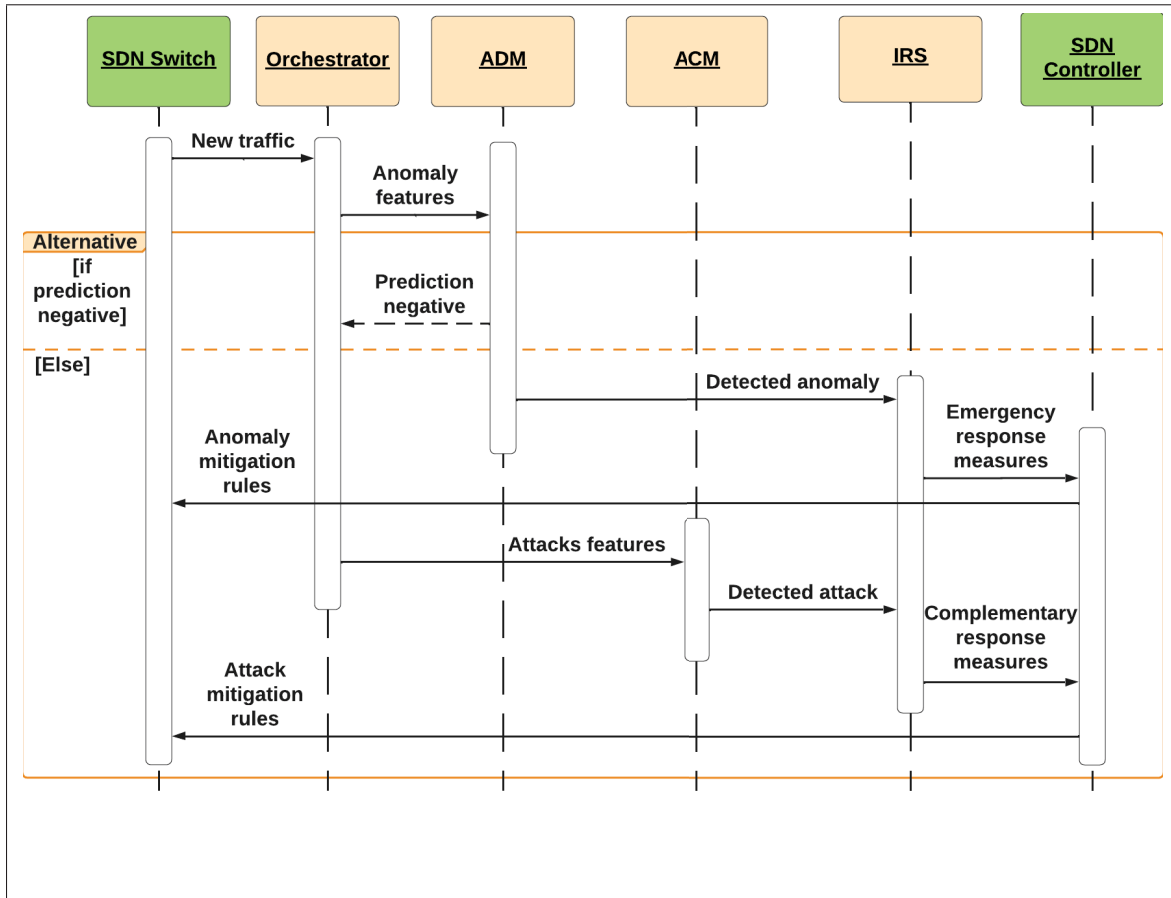 SDN Switch
Orchestrator
ADM
ACM
IRS
SDN
Controller
New traffic
Anomaly
features
Alternative
[if
prediction
negative]
Prediction
negative
[Else]
Detected anomaly
Emergency
response
measures
Anomaly
mitigation
rules
Attacks features
Detected attack
Complementary
response
measures
Attack
mitigation
rules